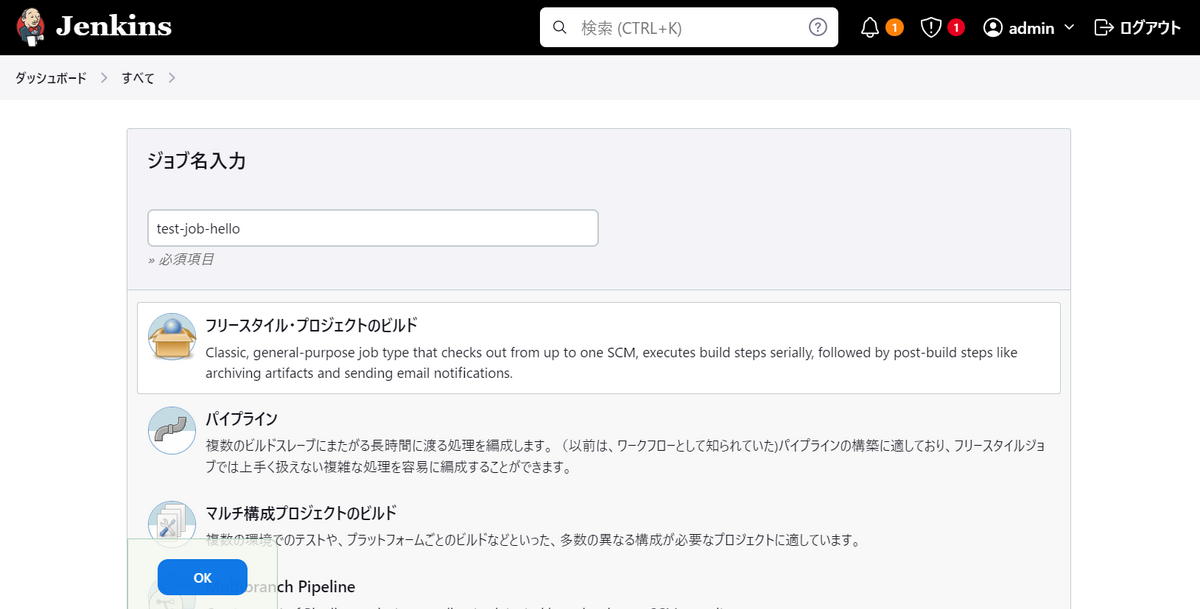 Jenkins
検索 (CTRL+K)
1
1
admin
ログアウト
ダッシュボード
すべて
ジョブ名入力
test-job-hello
» 必須項目
フリースタイル・プロジェクトのビルド
Classic, general-purpose job type that checks out from up to one SCM, executes build steps serially, followed by post-build steps like
archiving artifacts and sending email notifications.
パイプライン
複数のビルドスレーブにまたがる長時間に渡る処理を編成します。（以前は、ワークフローとして知られていた)パイプラインの構築に適しており、フリースタイルジョ
ブでは上手く扱えない複雑な処理を容易に編成することができます。
マルチ構成プロジェクトのビルド
複数の環境でのテストや、プラットフォームごとのビルドなどといった、多数の異なる構成が必要なプロジェクトに適しています。
OK
Multibranch Pipeline